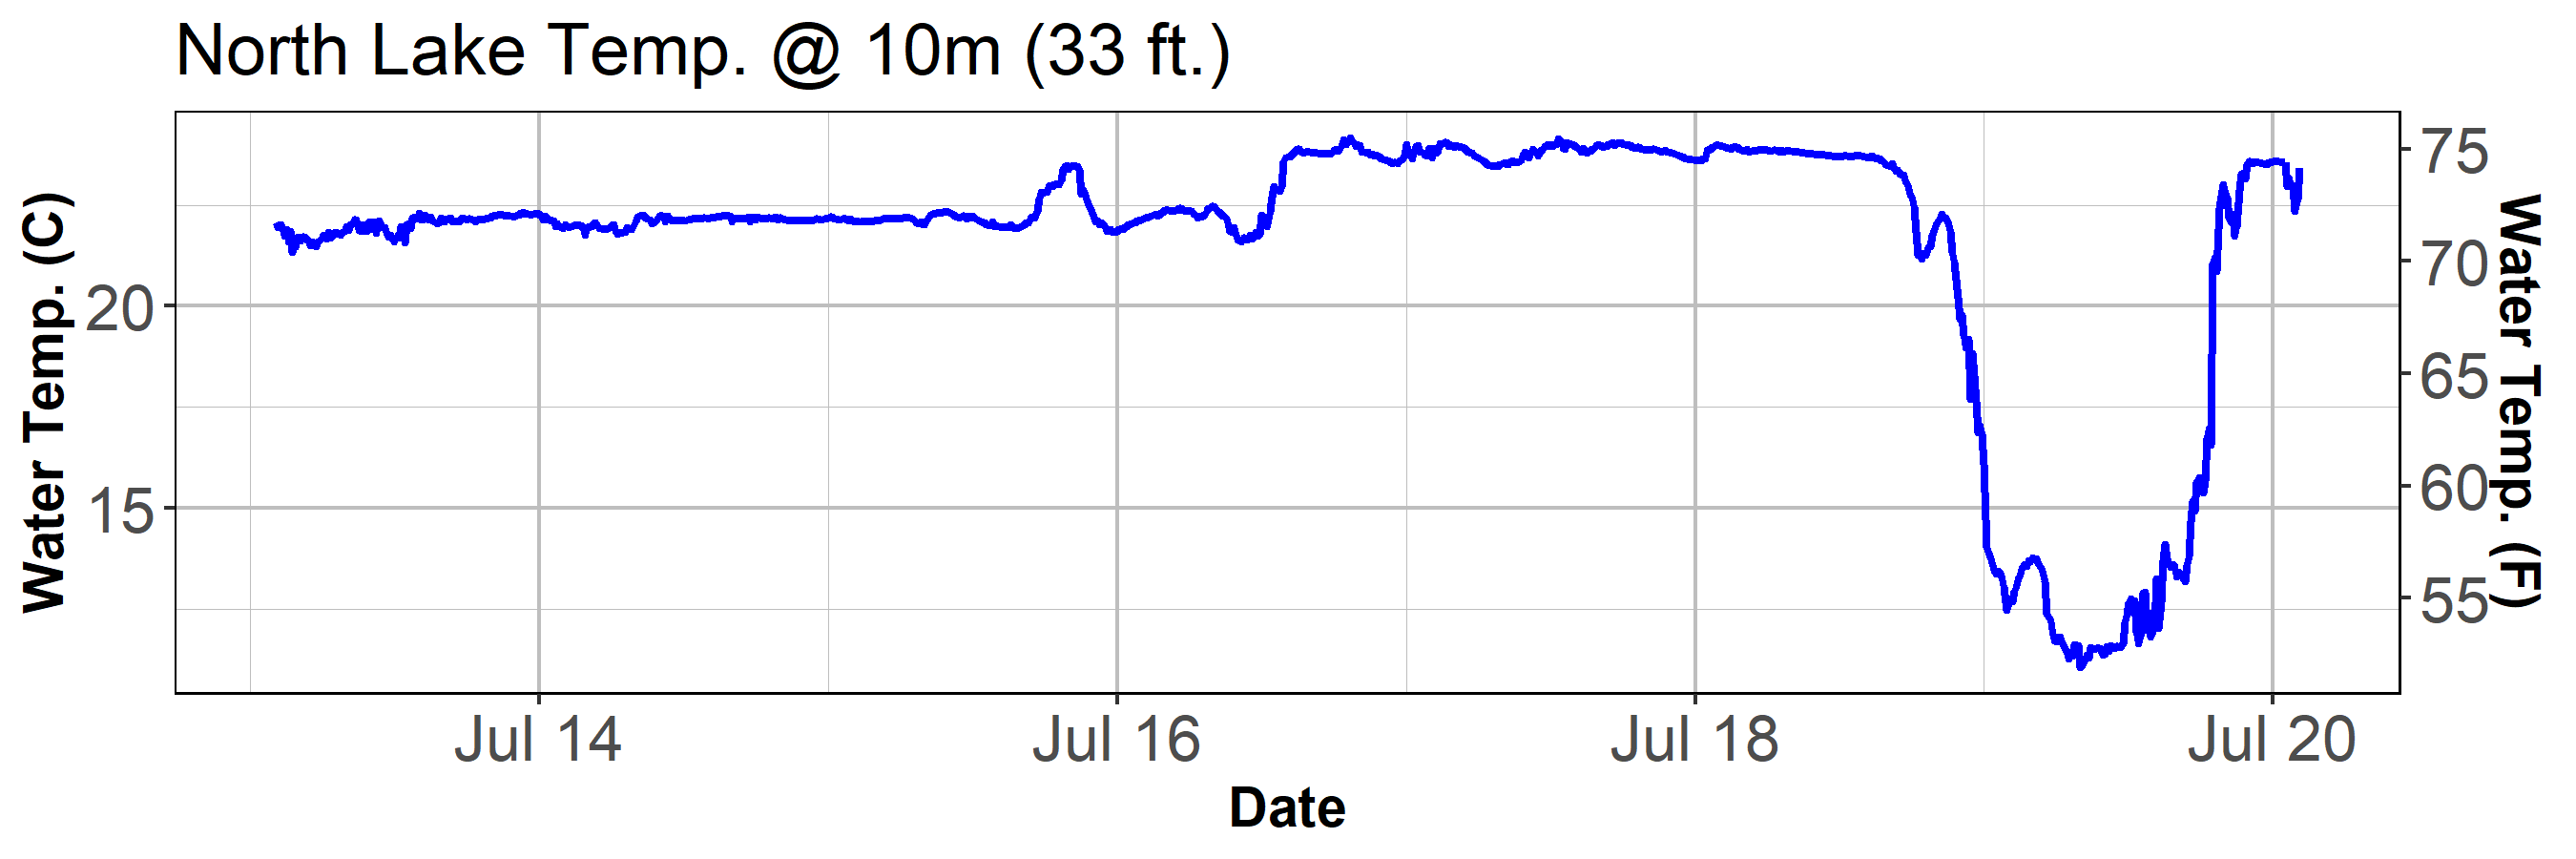 North Lake Temp. @ 10m (33 ft.)
Water Temp. (C)
20
15
75
70
65
60
55
Water Temp. (F)
Jul 14 Jul 16 Jul 18 Jul 20
Date